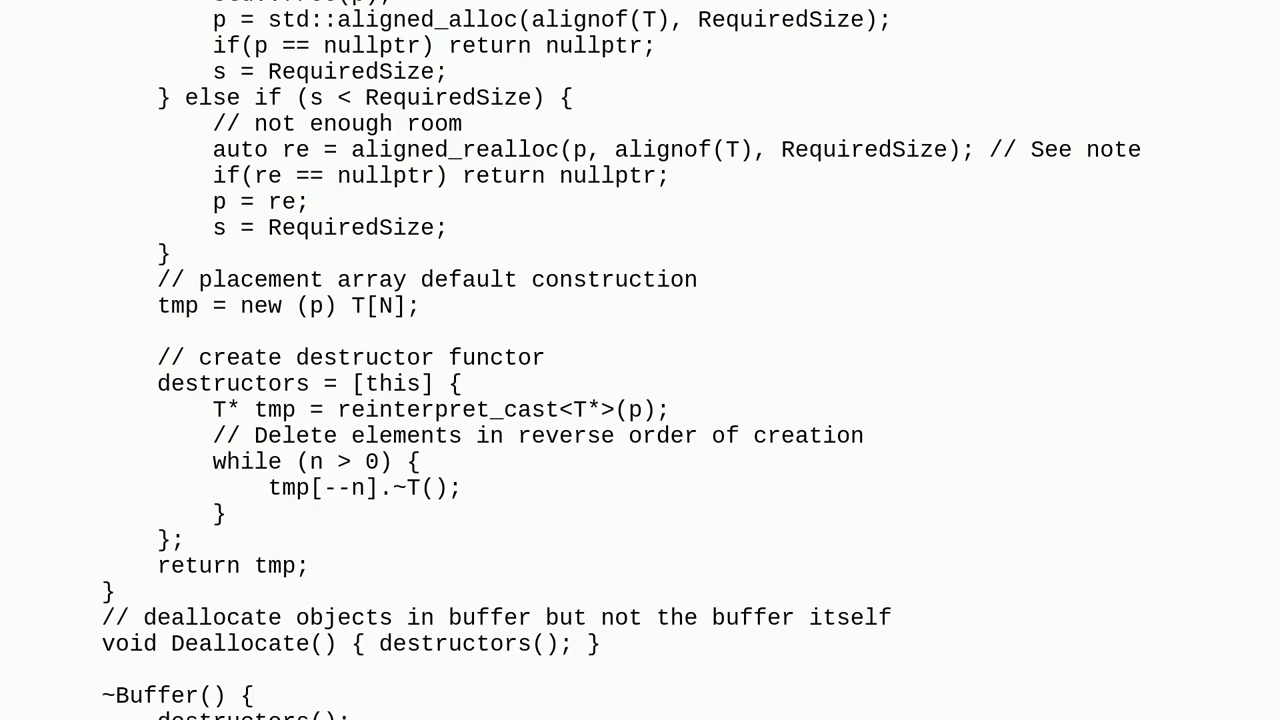 p = std::aligned_alloc(alignof(T), RequiredSize);
if(p == nullptr) return nullptr;
s = RequiredSize;
} else if (s < RequiredSize) {
// not enough room
auto re = aligned_realloc(p, alignof(T), RequiredSize); // See note
if(re == nullptr) return nullptr;
p = re;
s = RequiredSize;
}
// placement array default construction
tmp = new (p) T[N];
// create destructor functor
destructors = [this] {
T* tmp = reinterpret_cast<T*>(p);
// Delete elements in reverse order of creation
while (n > 0) {
tmp[--n].~T();
}
};
return tmp;
}
// deallocate objects in buffer but not the buffer itself
void Deallocate() { destructors(); }
~Buffer() {
destructors();